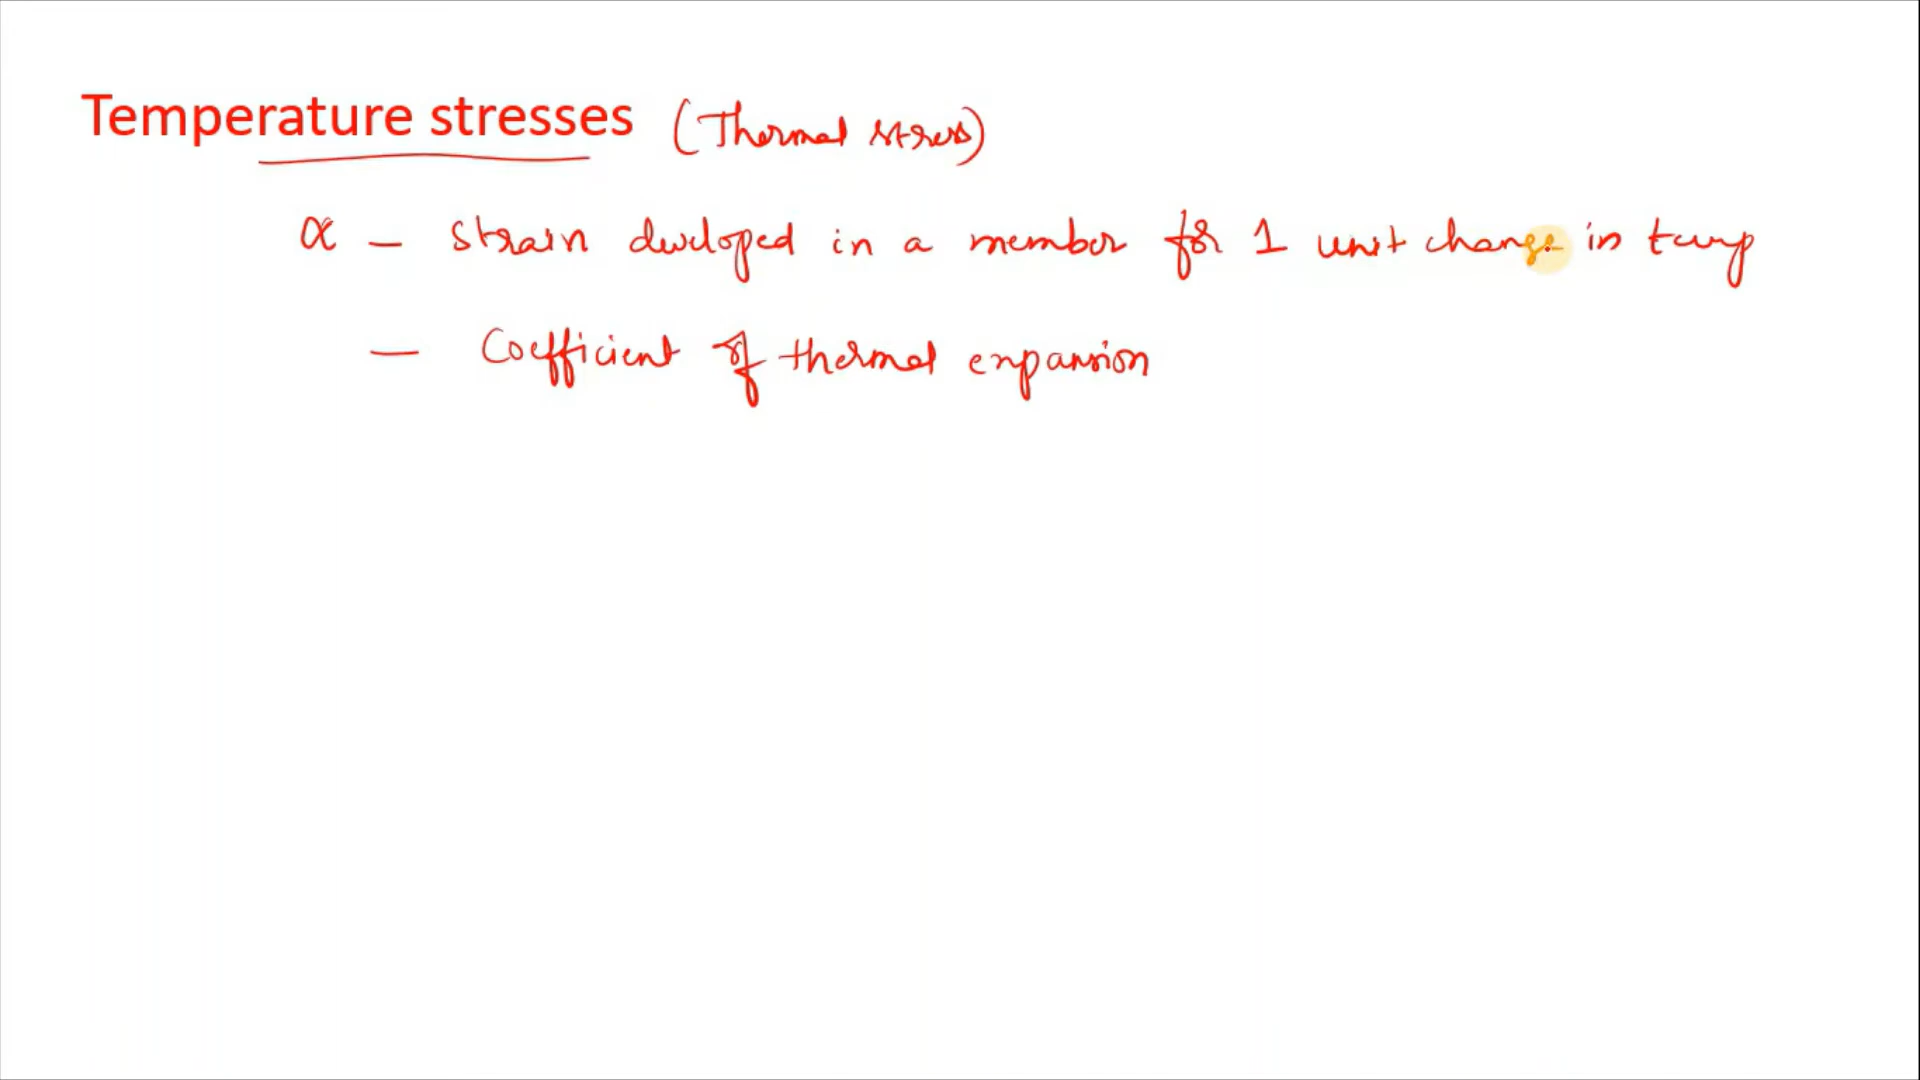 Temperature stresses (Thermal stress)
α – strain developed in a member for 1 unit change in temp
– Coefficient of thermal expansion